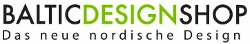 BALTICDESIGNSHOP
Das neue nordische Design